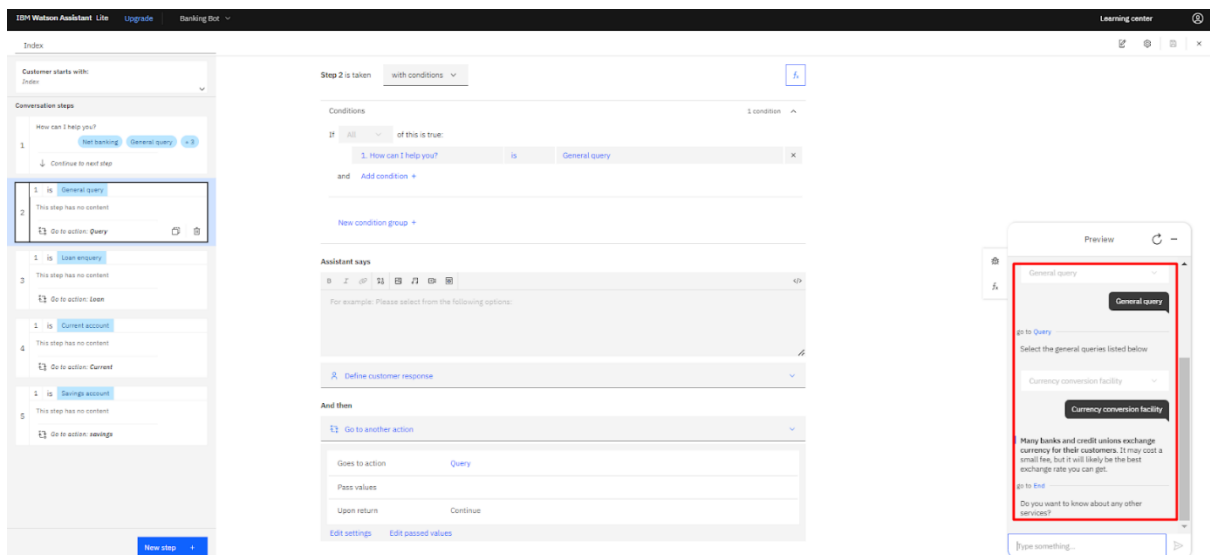 IBM Watson Assistant Lite Upgrade Banking Bot Learning center
Index
Customer starts with:
Index
Conversation steps
1
How can I help you?
Net banking General query + 3
Continue to next step
2
1 is General query
This step has no content
Go to action: Query
3
1 is Loan enquery
This step has no content
Go to action: Loan
4
1 is Current account
This step has no content
Go to action: Current
5
1 is Savings account
This step has no content
Go to action: savings
New step +
Step 2 is taken with conditions fx
Conditions 1 condition
If All of this is true:
1. How can I help you? is General query ×
and Add condition +
New condition group +
Assistant says
B I </>
For example: Please select from the following options:
Define customer response
And then
Go to another action
Goes to action Query
Pass values
Upon return Continue
Edit settings Edit passed values
Preview
fx
General query
General query
go to Query
Select the general queries listed below
Currency conversion facility
Currency conversion facility
Many banks and credit unions exchange
currency for their customers. It may cost a
small fee, but it will likely be the best
exchange rate you can get.
go to End
Do you want to know about any other
services?
Type something...